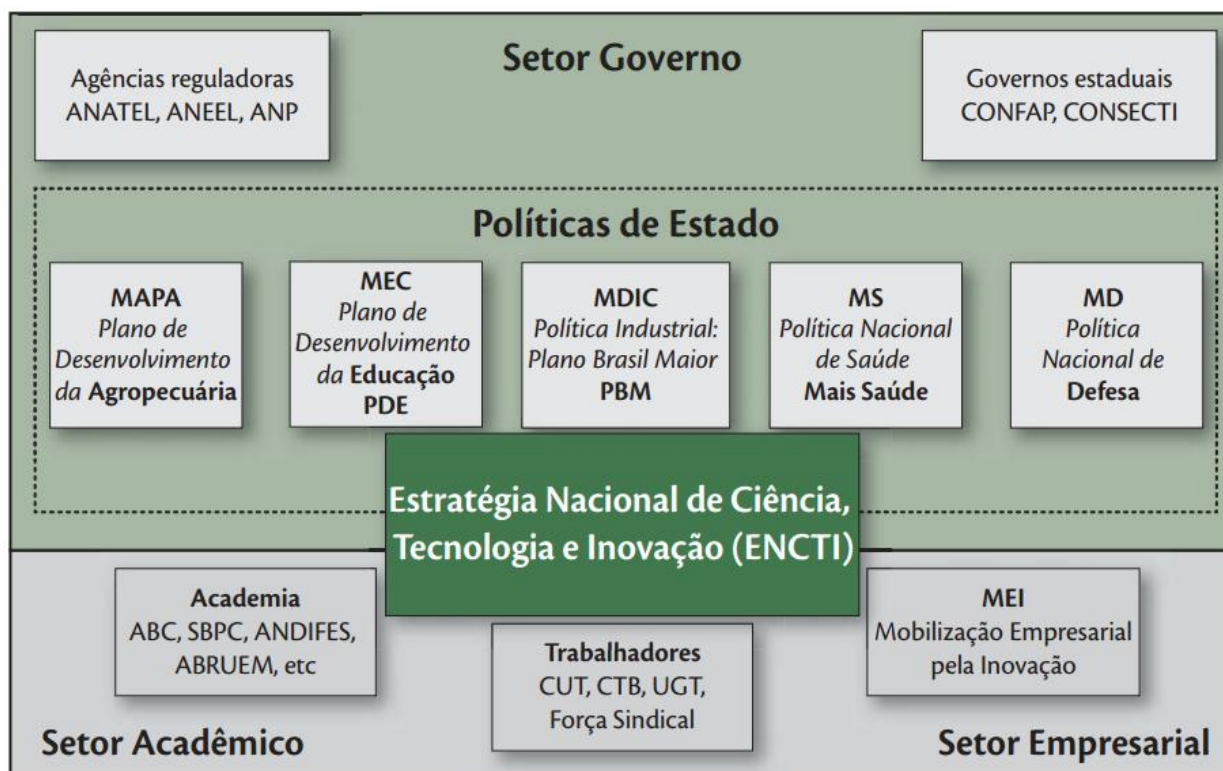 Setor Governo
Agências reguladoras
ANATEL, ANEEL, ANP
Governos estaduais
CONFAP, CONSECTI
Políticas de Estado
MAPA
Plano de
Desenvolvimento
da Agropecuária
MEC
Plano de
Desenvolvimento
da Educação
PDE
MDIC
Política Industrial:
Plano Brasil Maior
PBM
MS
Política Nacional
de Saúde
Mais Saúde
MD
Política
Nacional de
Defesa
Estratégia Nacional de Ciência,
Tecnologia e Inovação (ENCTI)
Academia
ABC, SBPC, ANDIFES,
ABRUEM, etc
Trabalhadores
CUT, CTB, UGT,
Força Sindical
MEI
Mobilização Empresarial
pela Inovação
Setor Acadêmico
Setor Empresarial